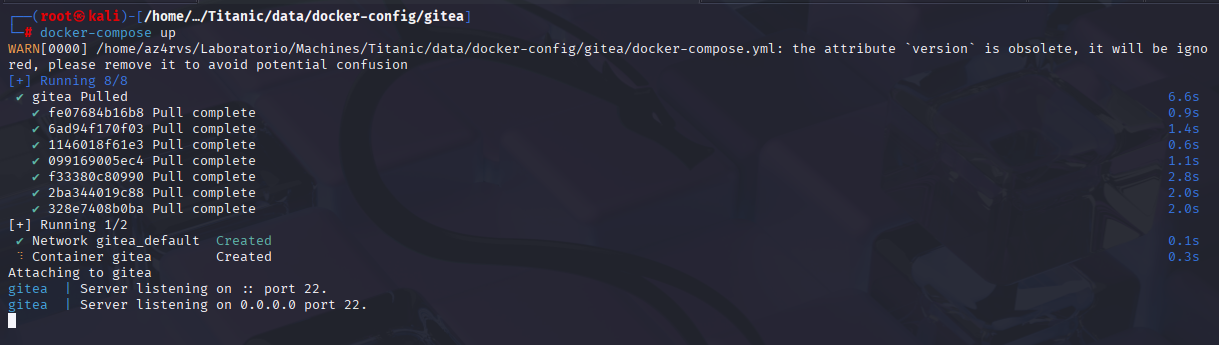 ┌──(root㉿kali)-[/home/…/Titanic/data/docker-config/gitea]
└─# docker-compose up
WARN[0000] /home/az4rvs/Laboratorio/Machines/Titanic/data/docker-config/gitea/docker-compose.yml: the attribute `version` is obsolete, it will be igno
red, please remove it to avoid potential confusion
[+] Running 8/8
✔ gitea Pulled 6.6s
✔ fe07684b16b8 Pull complete 0.9s
✔ 6ad94f170f03 Pull complete 1.4s
✔ 1146018f61e3 Pull complete 0.6s
✔ 099169005ec4 Pull complete 1.1s
✔ f33380c80990 Pull complete 2.8s
✔ 2ba344019c88 Pull complete 2.0s
✔ 328e7408b0ba Pull complete 2.0s
[+] Running 1/2
✔ Network gitea_default Created 0.1s
⠹ Container gitea Created 0.3s
Attaching to gitea
gitea | Server listening on :: port 22.
gitea | Server listening on 0.0.0.0 port 22.